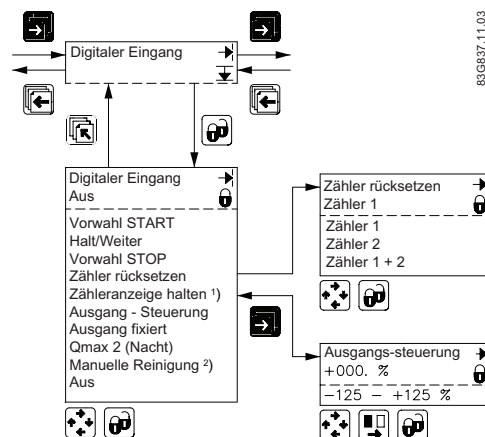 83G837.11.03
Digitaler Eingang
Digitaler Eingang
Aus
Vorwahl START
Halt/Weiter
Vorwahl STOP
Zähler rücksetzen
Zähleranzeige halten ¹)
Ausgang - Steuerung
Ausgang fixiert
Qmax 2 (Nacht)
Manuelle Reinigung ²)
Aus
Zähler rücksetzen
Zähler 1
Zähler 1
Zähler 2
Zähler 1 + 2
Ausgangs-steuerung
+000. %
-125 - +125 %